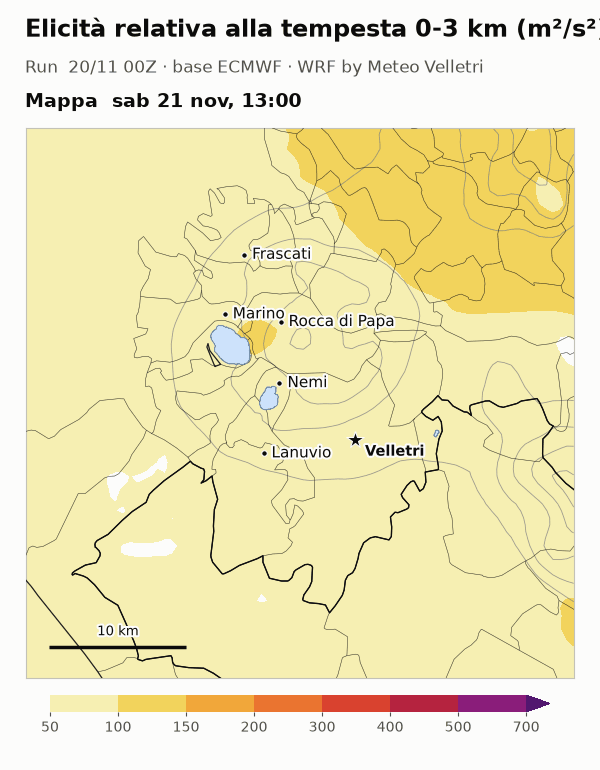 Elicità relativa alla tempesta 0-3 km (m²/s²)
Run  20/11 00Z · base ECMWF · WRF by Meteo Velletri
Mappa  sab 21 nov, 13:00
Frascati
Marino
Rocca di Papa
Nemi
Velletri
Lanuvio
10 km
50 100 150 200 300 400 500 700